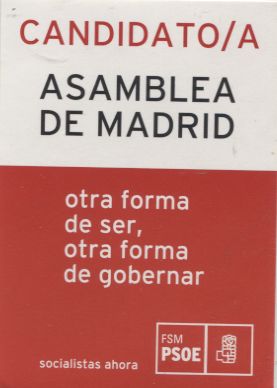 CANDIDATO/A
ASAMBLEA
DE MADRID
otra forma
de ser,
otra forma
de gobernar
FSM
PSOE
socialistas ahora